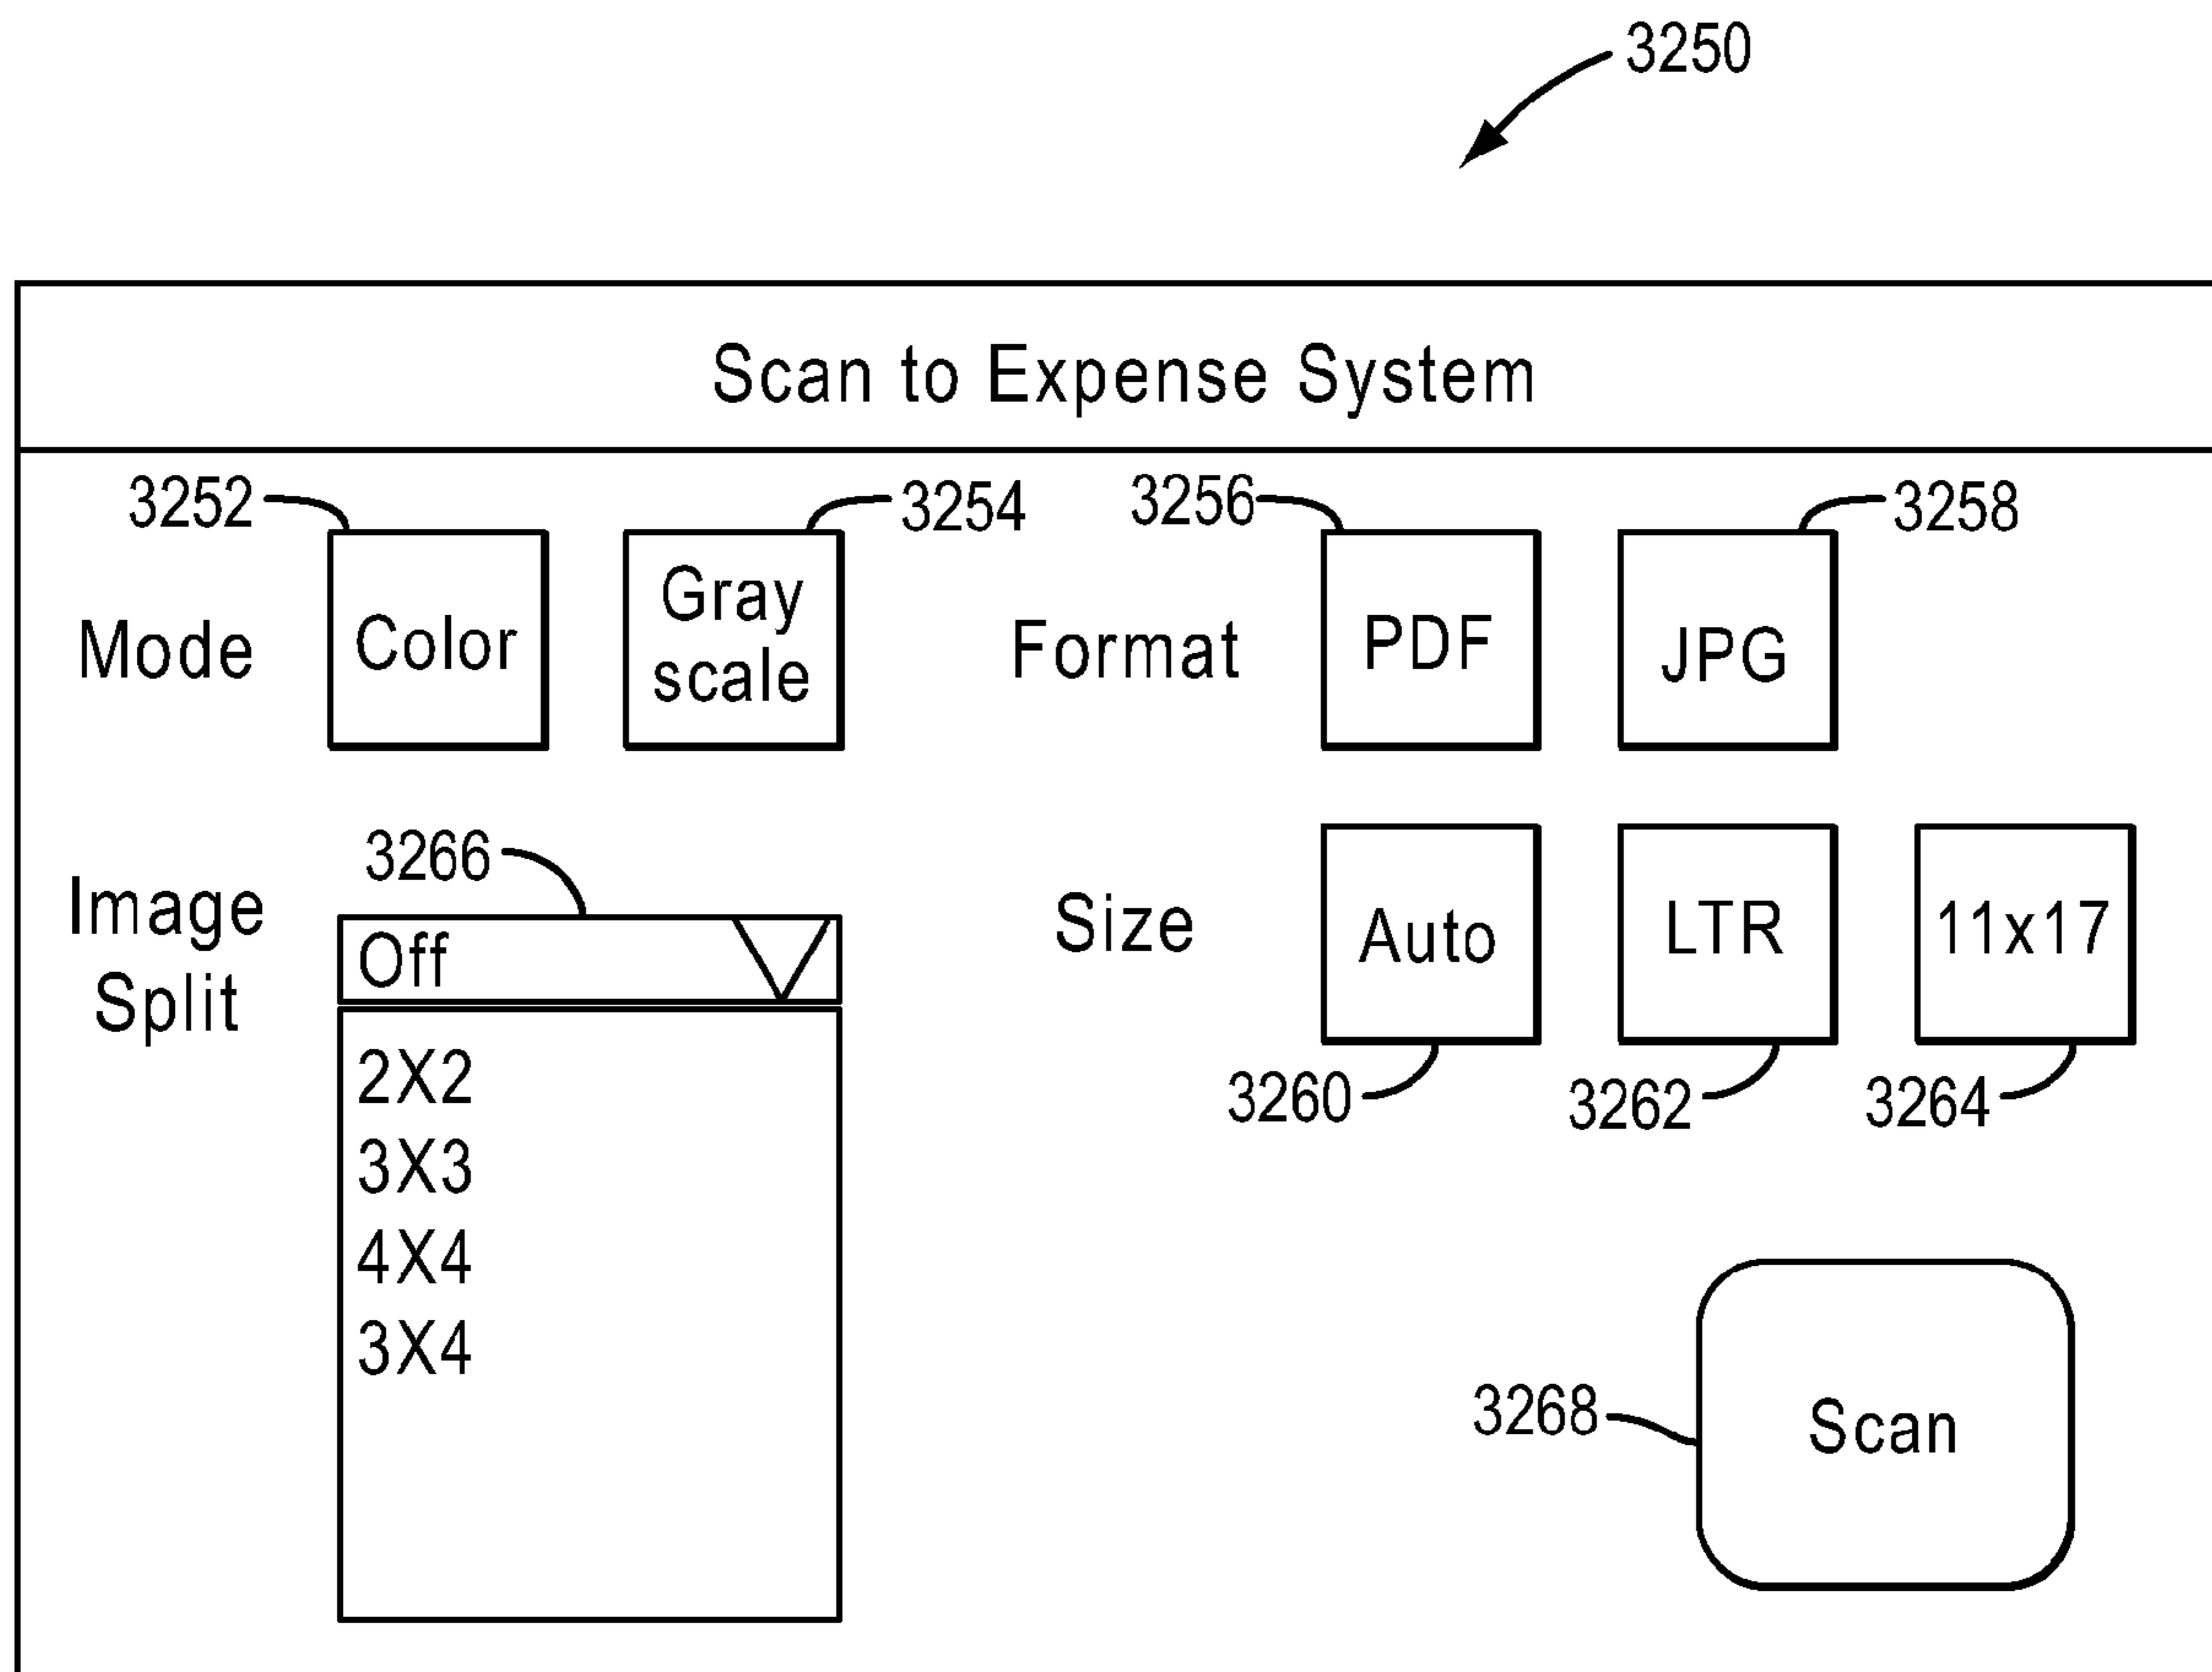 3250
Scan to Expense System
3252
3254
3256
3258
Mode
Color
Gray
scale
Format
PDF
JPG
Image
Split
3266
Off
2X2
3X3
4X4
3X4
Size
Auto
LTR
11x17
3260
3262
3264
3268
Scan